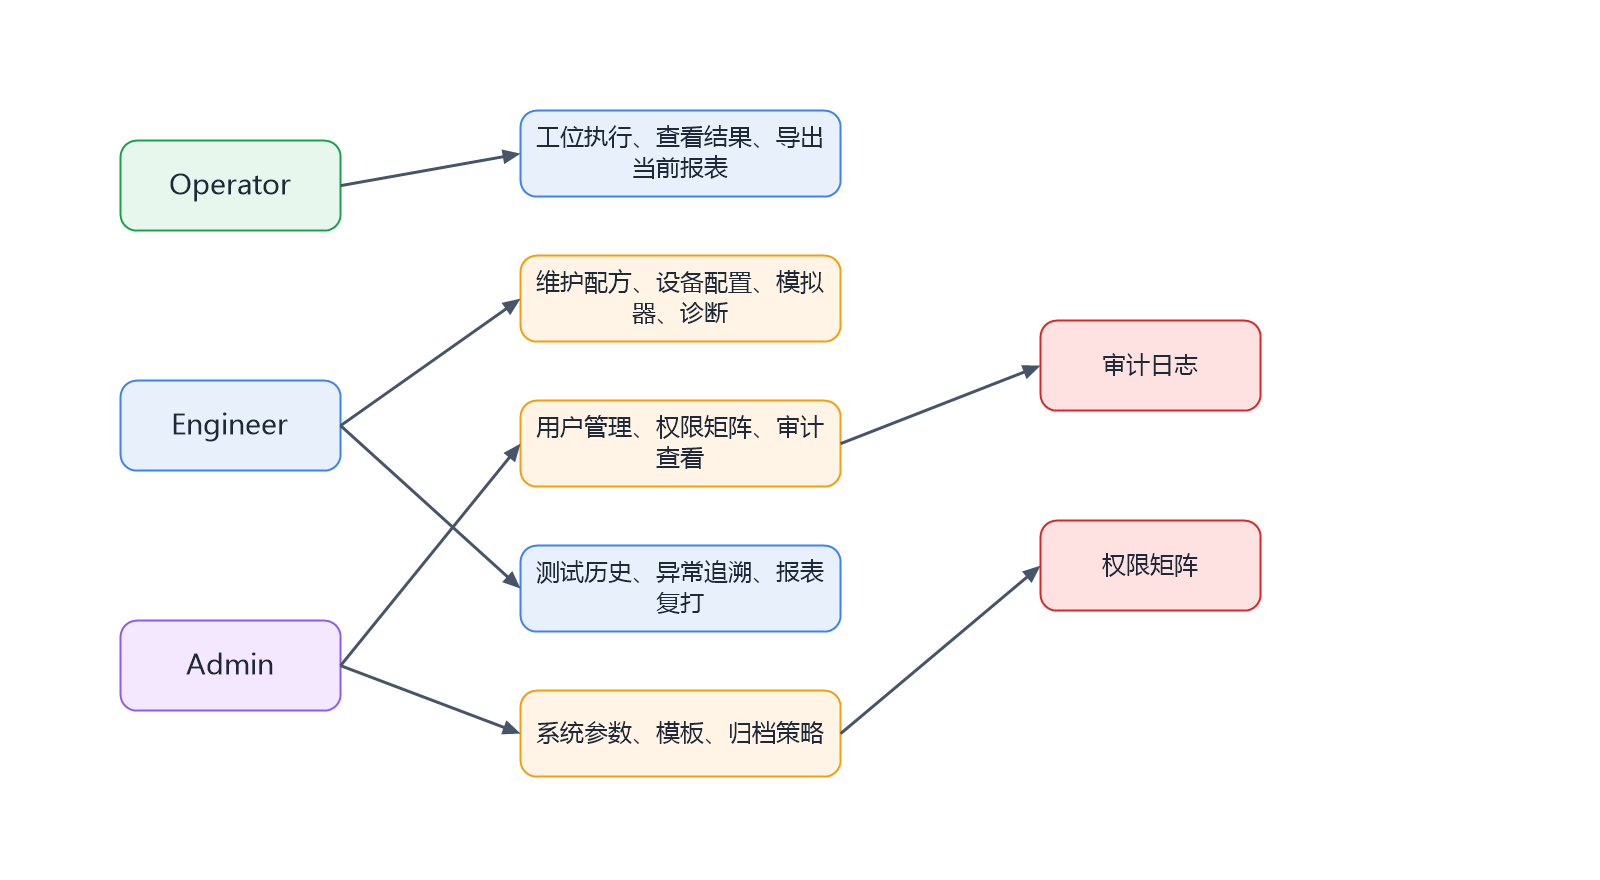 Operator
工位执行、查看结果、导出
当前报表
维护配方、设备配置、模拟
器、诊断
Engineer
用户管理、权限矩阵、审计
查看
审计日志
测试历史、异常追溯、报表
复打
权限矩阵
Admin
系统参数、模板、归档策略